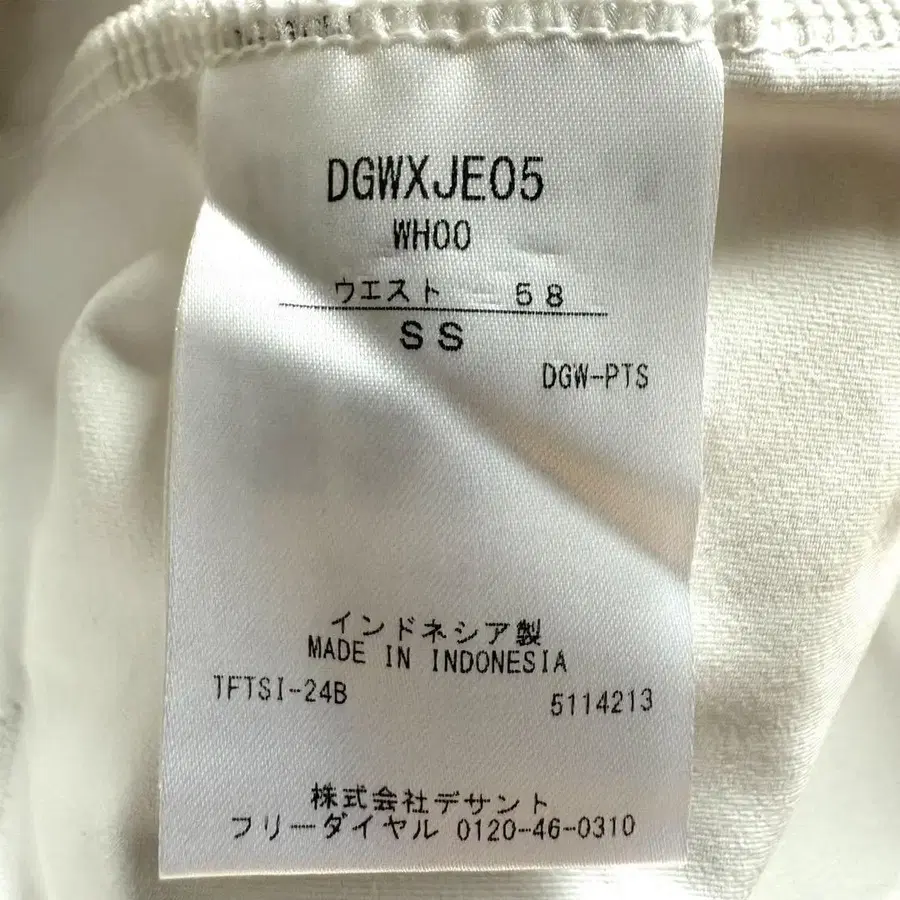 DGWXJE05
WH00
ウエスト 58
SS
DGW-PTS
インドネシア製
MADE IN INDONESIA
TFTSI-24B
5114213
株式会社デサント
フリーダイヤル 0120-46-0310